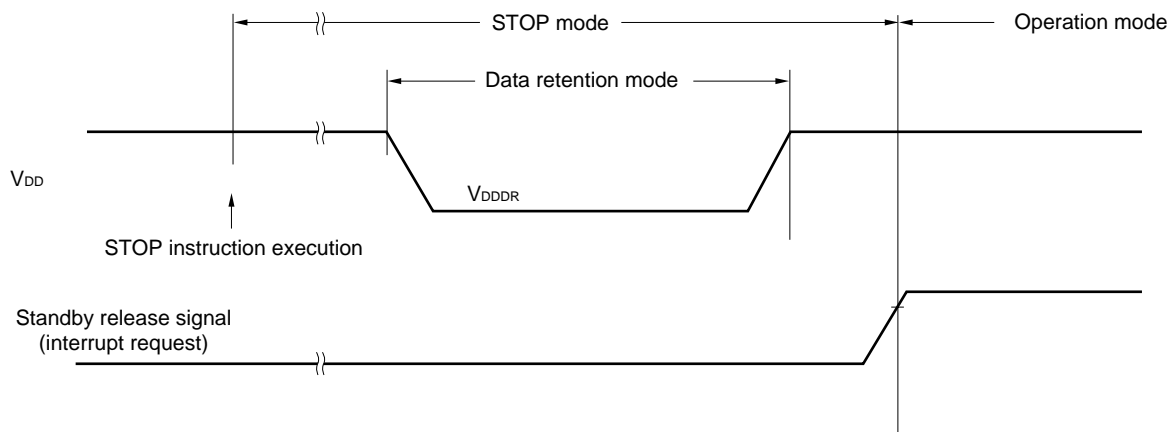 STOP mode
Operation mode
Data retention mode
VDD
VDDDR
STOP instruction execution
Standby release signal
(interrupt request)